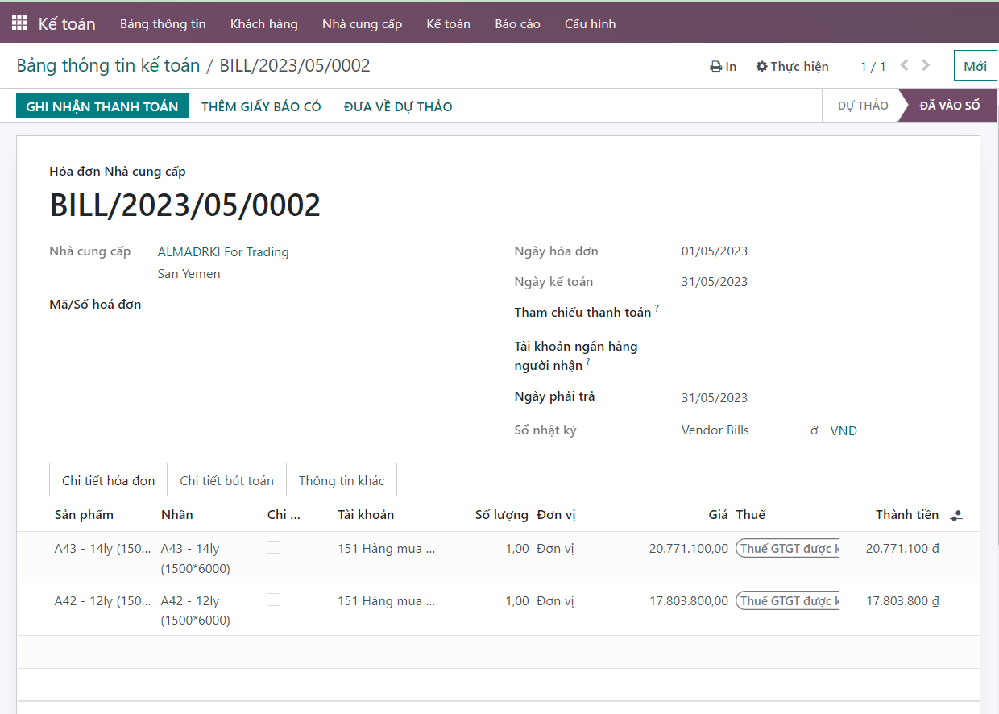 Kế toán Bảng thông tin Khách hàng Nhà cung cấp Kế toán Báo cáo Cấu hình
Bảng thông tin kế toán / BILL/2023/05/0002 In Thực hiện 1 / 1 Mới
GHI NHẬN THANH TOÁN THÊM GIẤY BÁO CÓ ĐƯA VỀ DỰ THẢO DỰ THẢO ĐÃ VÀO SỔ
Hóa đơn Nhà cung cấp
BILL/2023/05/0002
Nhà cung cấp ALMADRKI For Trading
San Yemen
Mã/Số hoá đơn
Ngày hóa đơn 01/05/2023
Ngày kế toán 31/05/2023
Tham chiếu thanh toán ?
Tài khoản ngân hàng
người nhận ?
Ngày phải trả 31/05/2023
Sổ nhật ký Vendor Bills ở VND
Chi tiết hóa đơn Chi tiết bút toán Thông tin khác
Sản phẩm Nhãn Chi ... Tài khoản Số lượng Đơn vị Giá Thuế Thành tiền
A43 - 14ly (150... A43 - 14ly 151 Hàng mua ... 1,00 Đơn vị 20.771.100,00 Thuế GTGT được k 20.771.100 ₫
(1500*6000)
A42 - 12ly (150... A42 - 12ly 151 Hàng mua ... 1,00 Đơn vị 17.803.800,00 Thuế GTGT được k 17.803.800 ₫
(1500*6000)